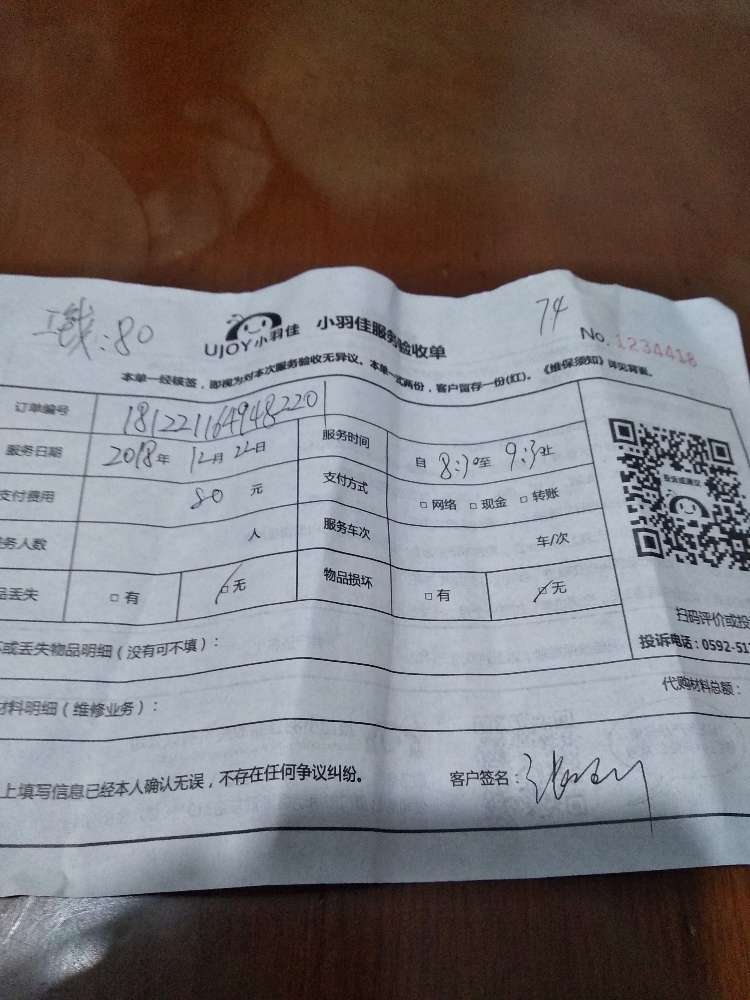 工钱:80
UJOY小羽佳 小羽佳服务验收单
74
No. 1234418
本单一经核签，即视为对本次服务验收无异议。本单一式两份，客户留存一份(红)。《维保须知》详见背面。
订单编号 181221164948220
服务日期 2018年 12月 22日 服务时间 自 8:30至 9:30止
支付费用 80 元 支付方式 □网络 □现金 □转账
务人数 人 服务车次 车/次
品丢失 □有 □无 物品损坏 □有 □无
扫码评价或投
投诉电话:0592-51
或丢失物品明细(没有可不填):
代购材料总额:
材料明细(维修业务):
上填写信息已经本人确认无误，不存在任何争议纠纷。 客户签名: